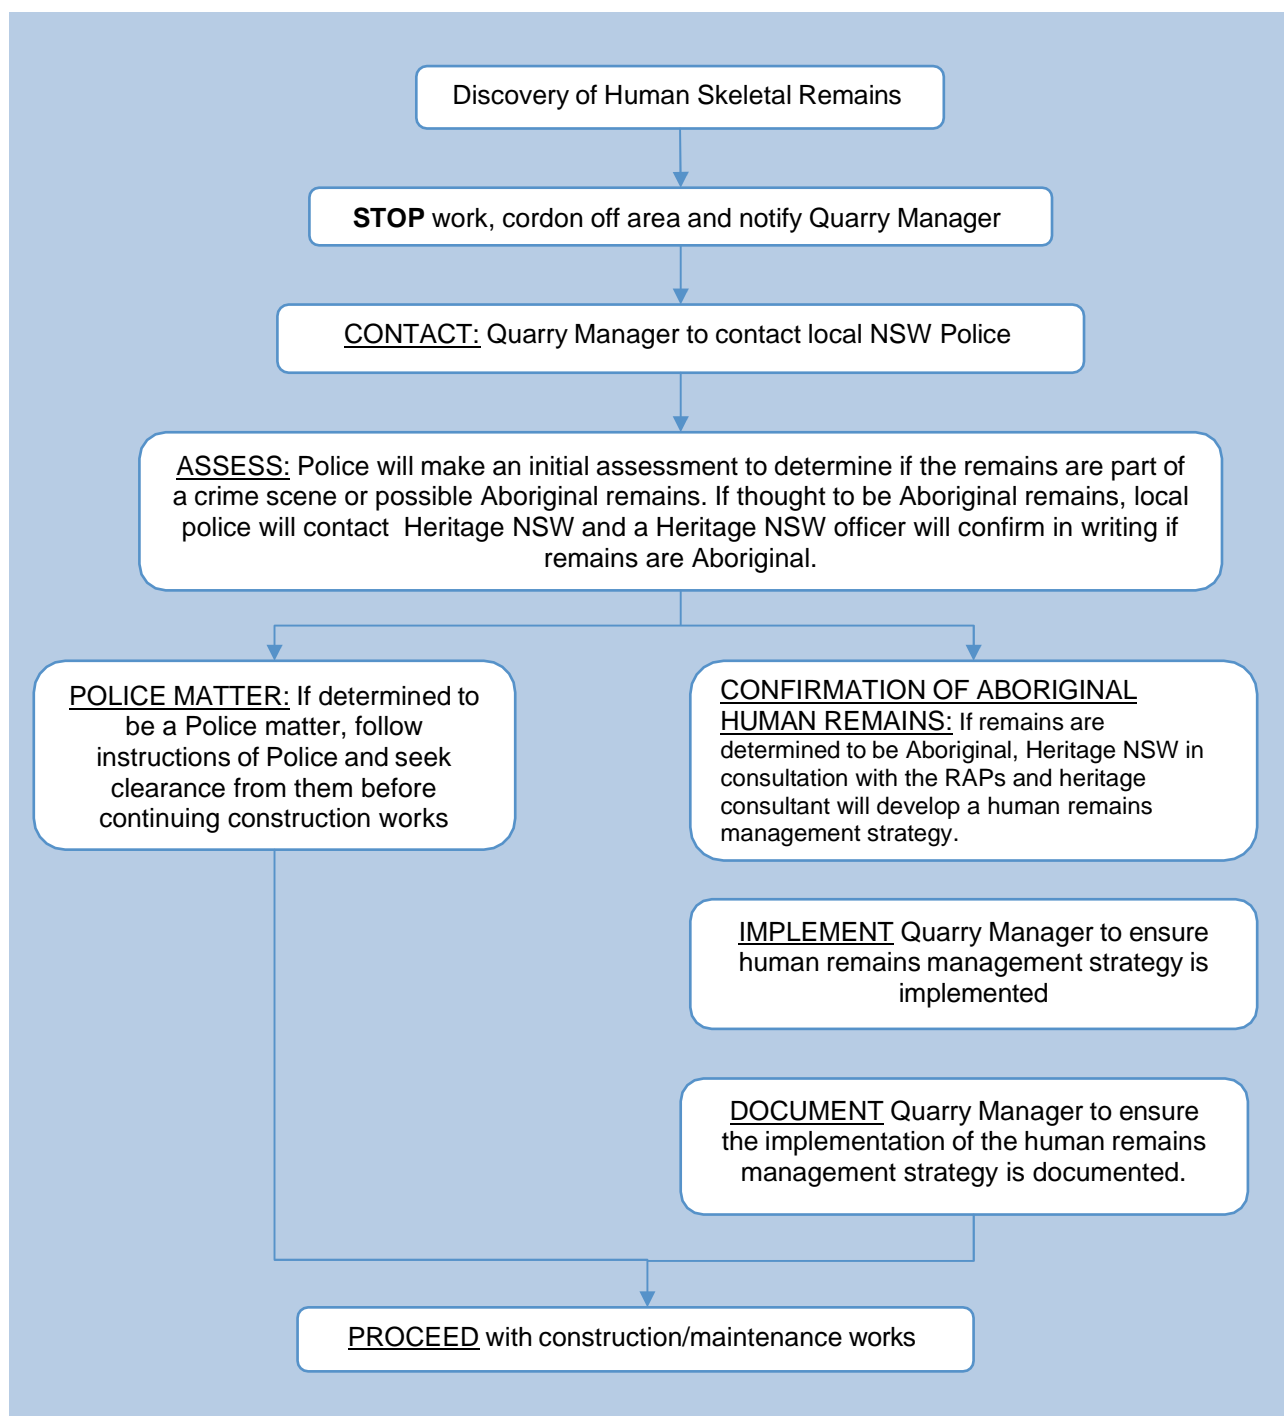 Discovery of Human Skeletal Remains
STOP work, cordon off area and notify Quarry Manager
CONTACT: Quarry Manager to contact local NSW Police
ASSESS: Police will make an initial assessment to determine if the remains are part of
a crime scene or possible Aboriginal remains. If thought to be Aboriginal remains, local
police will contact Heritage NSW and a Heritage NSW officer will confirm in writing if
remains are Aboriginal.
POLICE MATTER: If determined to
be a Police matter, follow
instructions of Police and seek
clearance from them before
continuing construction works
CONFIRMATION OF ABORIGINAL
HUMAN REMAINS: If remains are
determined to be Aboriginal, Heritage NSW in
consultation with the RAPs and heritage
consultant will develop a human remains
management strategy.
IMPLEMENT Quarry Manager to ensure
human remains management strategy is
implemented
DOCUMENT Quarry Manager to ensure
the implementation of the human remains
management strategy is documented.
PROCEED with construction/maintenance works